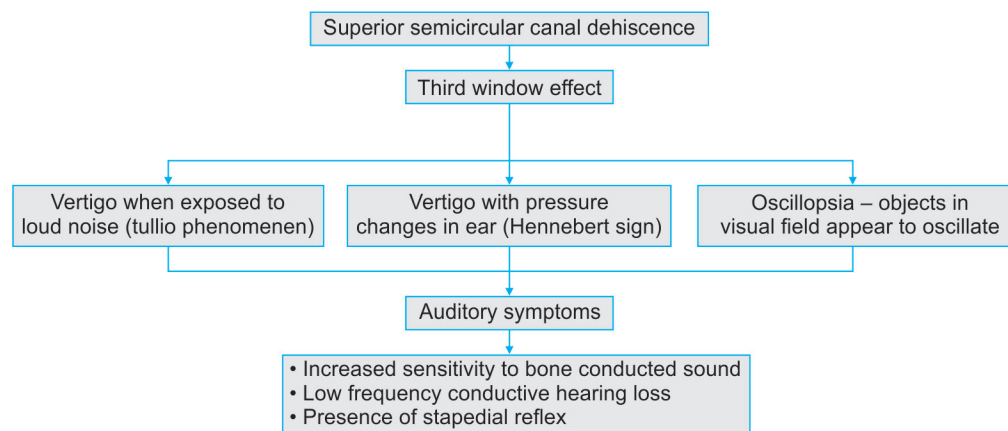 Superior semicircular canal dehiscence
Third window effect
Vertigo when exposed to
loud noise (tullio phenomenen)
Vertigo with pressure
changes in ear (Hennebert sign)
Oscillopsia – objects in
visual field appear to oscillate
Auditory symptoms
• Increased sensitivity to bone conducted sound
• Low frequency conductive hearing loss
• Presence of stapedial reflex